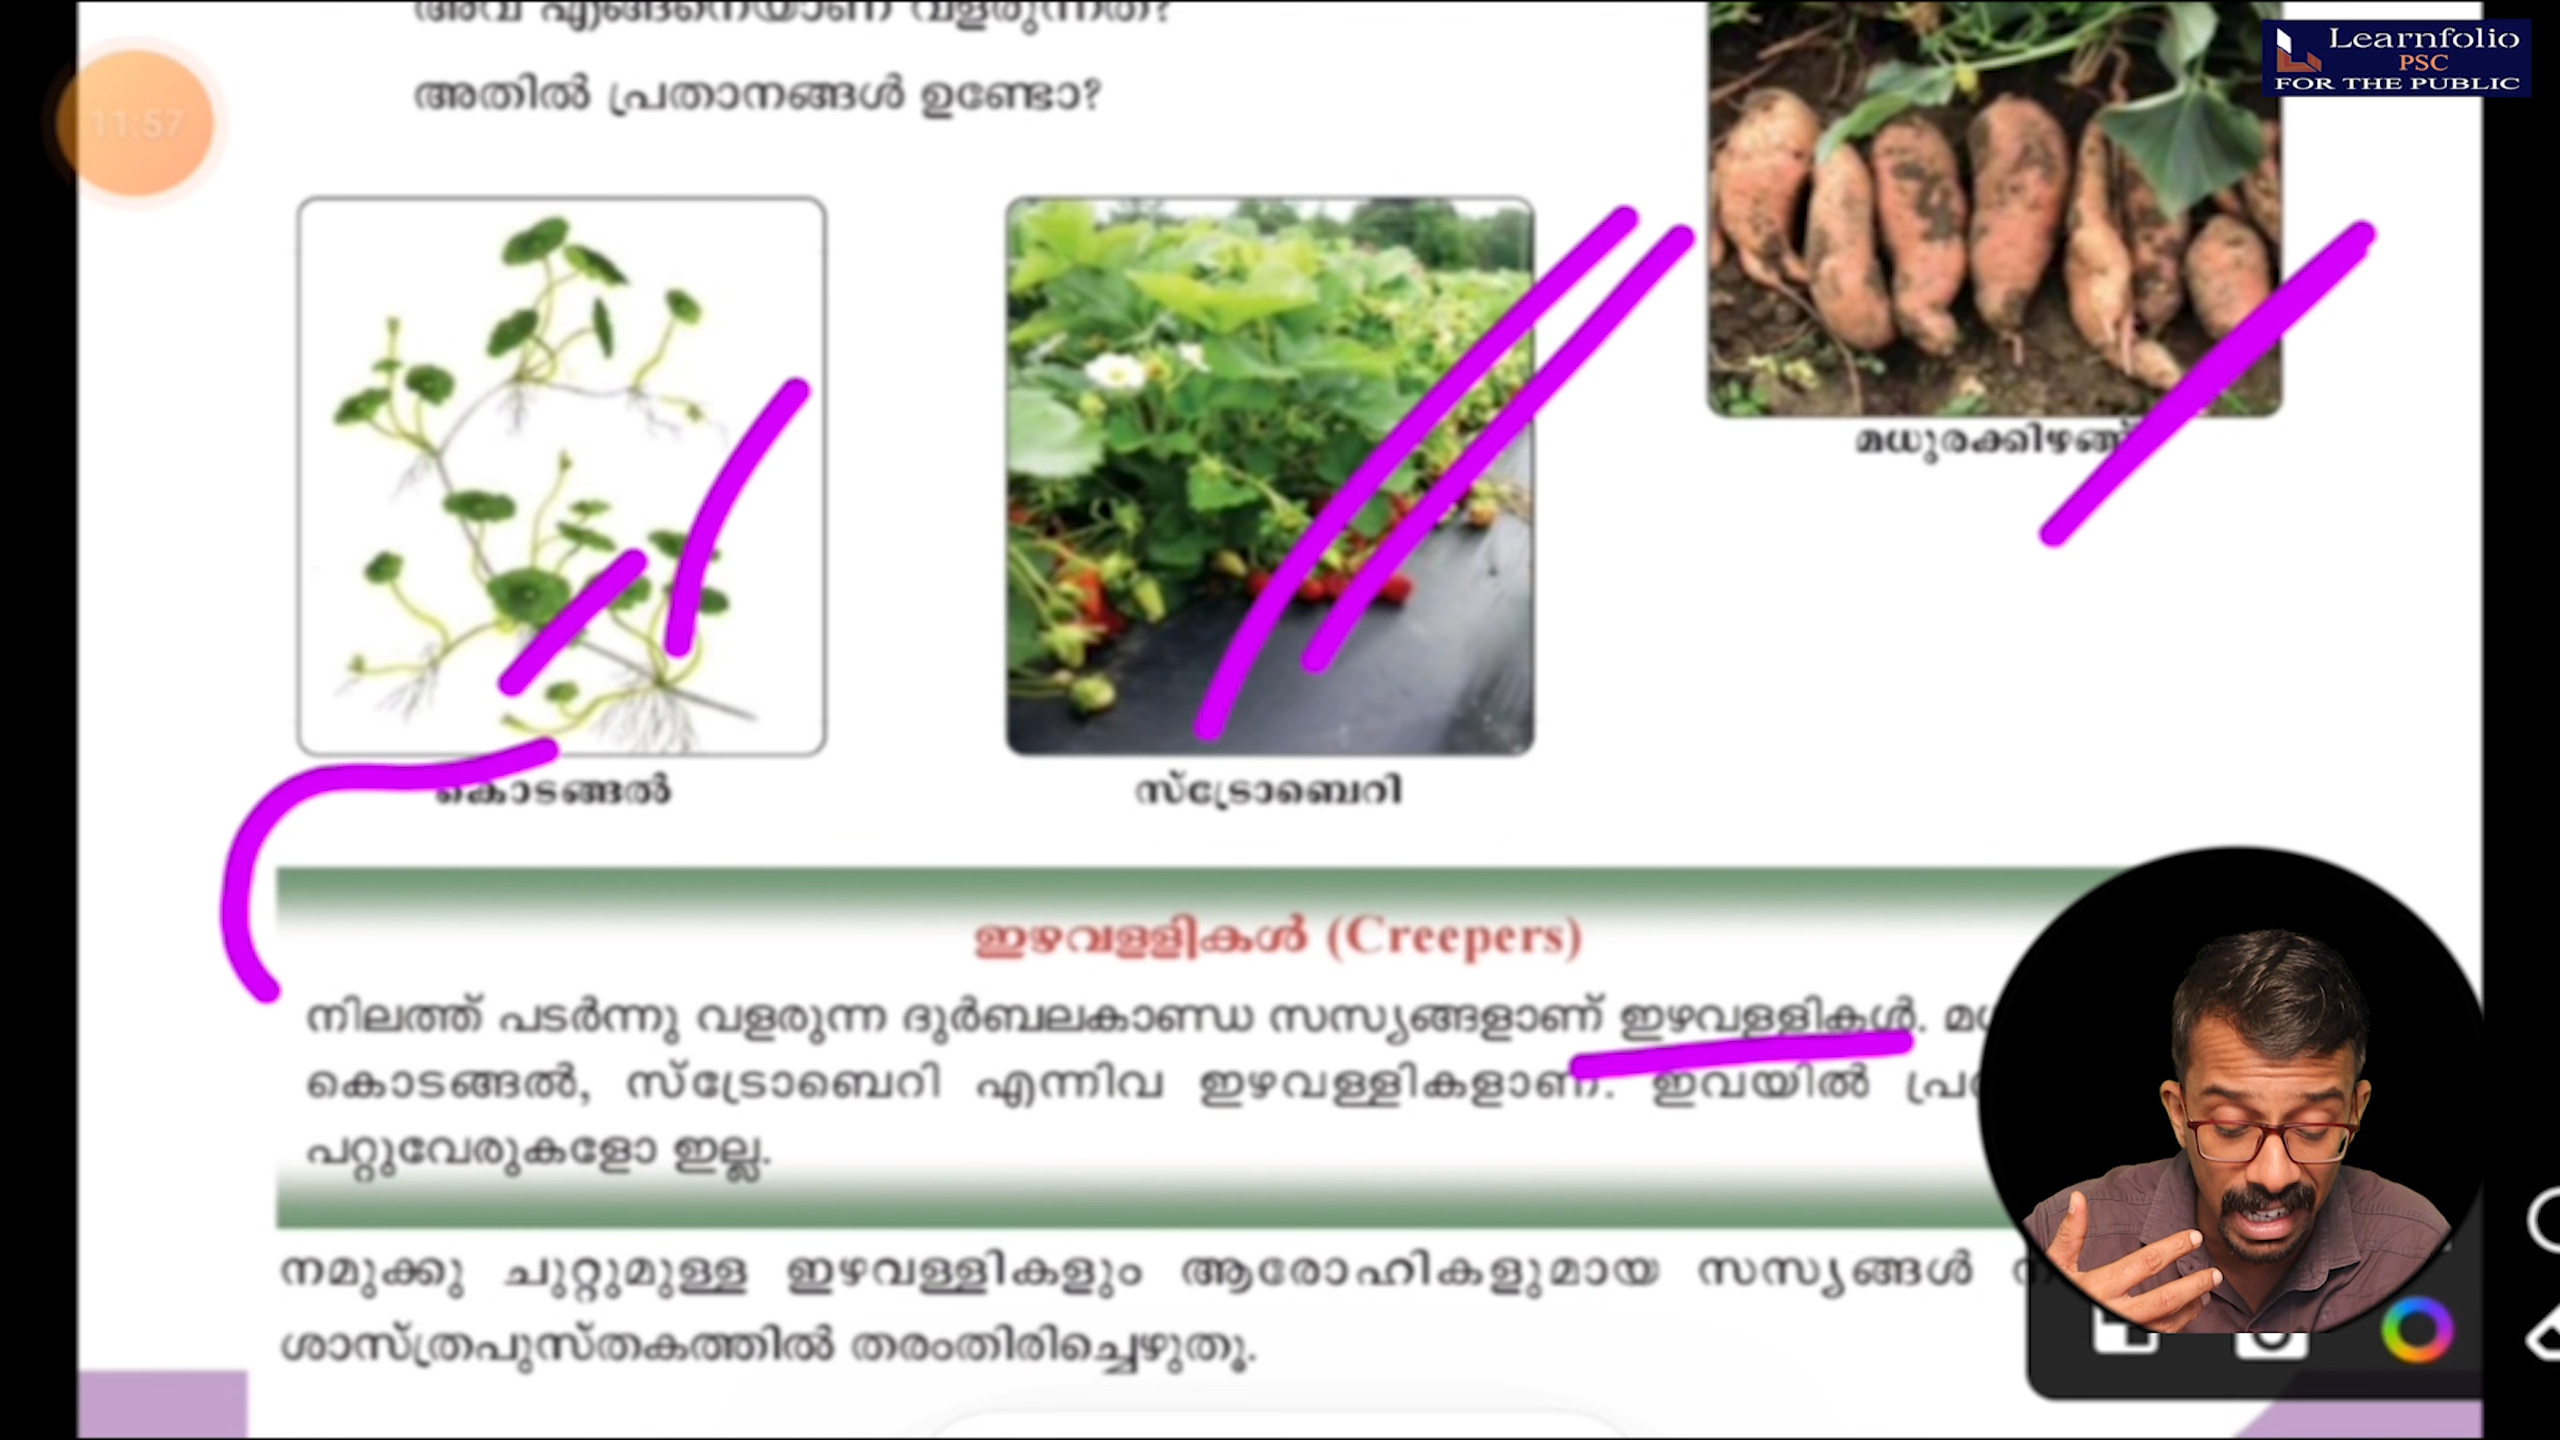 അവ എങ്ങനെയാണ് വളരുന്നത്?
അതിൽ പ്രതാനങ്ങൾ ഉണ്ടോ?
11:57
Learnfolio
PSC
FOR THE PUBLIC
മധുരക്കിഴങ്ങ്
കൊടങ്ങൽ
സ്ട്രോബെറി
ഇഴവള്ളികൾ (Creepers)
നിലത്ത് പടർന്നു വളരുന്ന ദുർബലകാണ്ഡ സസ്യങ്ങളാണ് ഇഴവള്ളികൾ.
കൊടങ്ങൽ, സ്ട്രോബെറി എന്നിവ ഇഴവള്ളികളാണ്. ഇവയിൽ
പറ്റുവേരുകളോ ഇല്ല.
നമുക്കു ചുറ്റുമുള്ള ഇഴവള്ളികളും ആരോഹികളുമായ സസ്യങ്ങൾ
ശാസ്ത്രപുസ്തകത്തിൽ തരംതിരിച്ചെഴുതൂ.